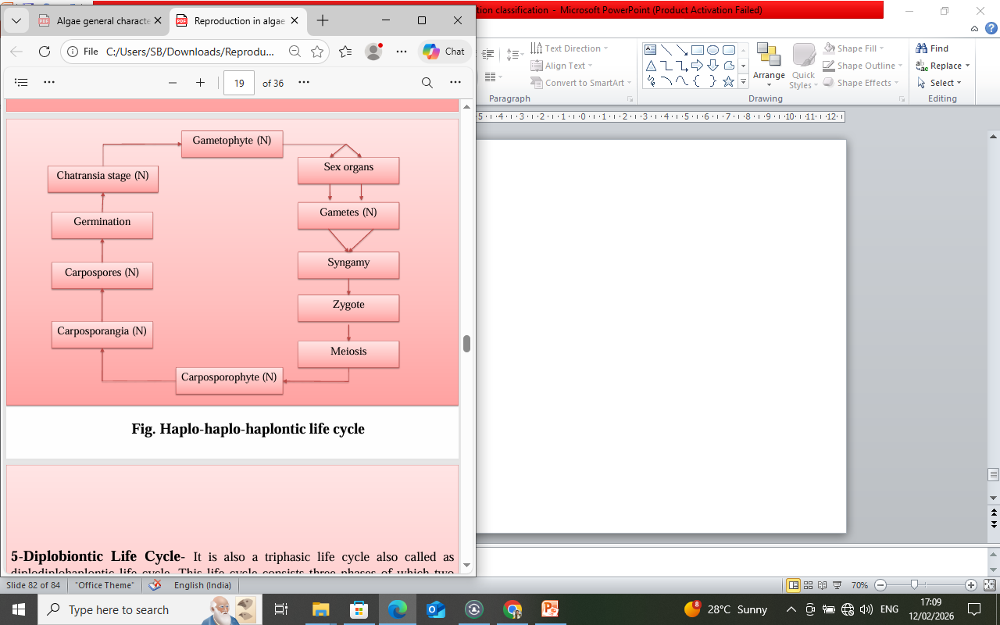 Algae general characte
Reproduction in algae
tion classification - Microsoft PowerPoint (Product Activation Failed)
File
C:/Users/SB/Downloads/Reprodu...
Chat
19
of 36
Text Direction
Align Text
Convert to SmartArt
Paragraph
Arrange
Quick
Styles
Shape Fill
Shape Outline
Shape Effects
Drawing
Find
Replace
Select
Editing
5 4 3 2 1 0 1 2 3 4 5 6 7 8 9 10 11 12
Gametophyte (N)
Sex organs
Chatransia stage (N)
Gametes (N)
Germination
Syngamy
Carpospores (N)
Zygote
Carposporangia (N)
Meiosis
Carposporophyte (N)
Fig. Haplo-haplo-haplontic life cycle
5-Diplobiontic Life Cycle- It is also a triphasic life cycle also called as
diplodiplohaplontic life cycle. This life cycle consists three phases of which two
Slide 82 of 84
"Office Theme"
English (India)
70%
Type here to search
8
28°C Sunny
ENG
17:09
12/02/2026